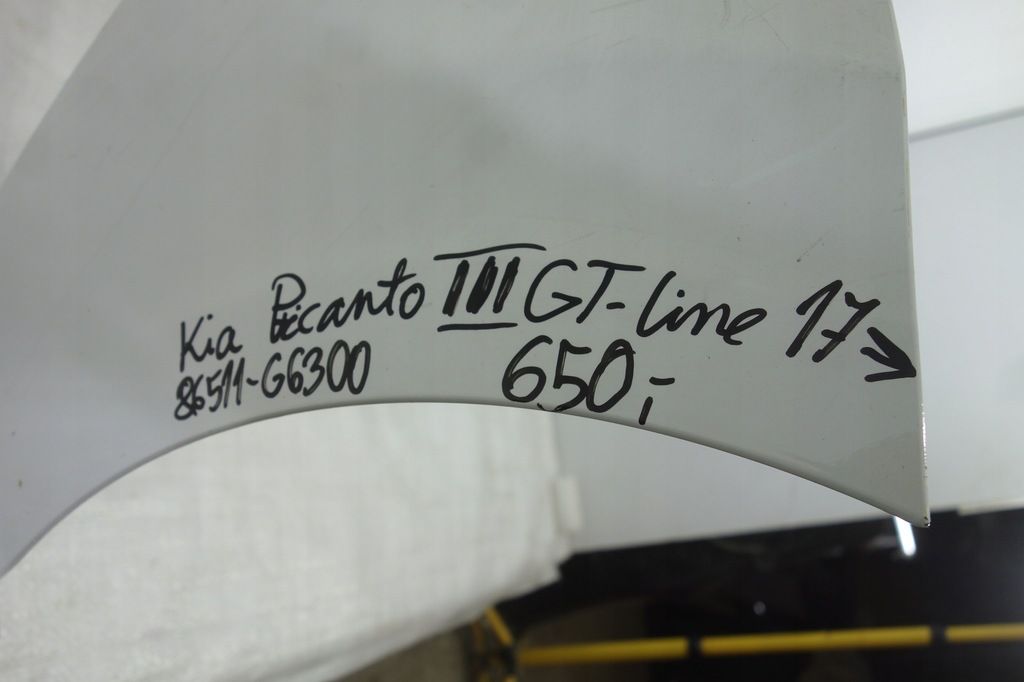 Kia Picanto III GT-line 17→
86511-G6300 650,-